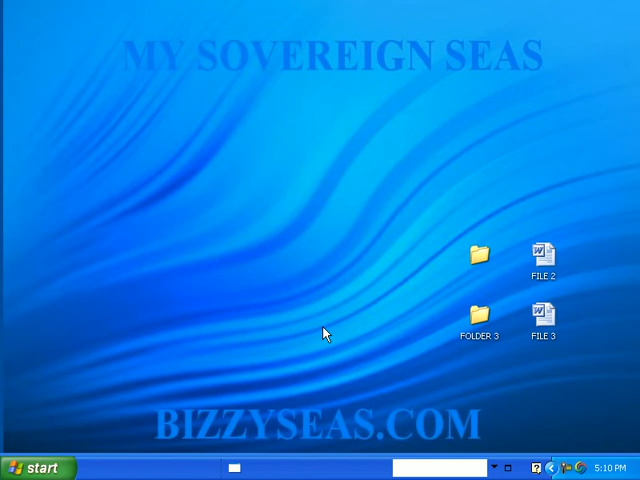 MY SOVEREIGN SEAS
FILE 2
FOLDER 3
FILE 3
BIZZYSEAS.COM
start
5:10 PM